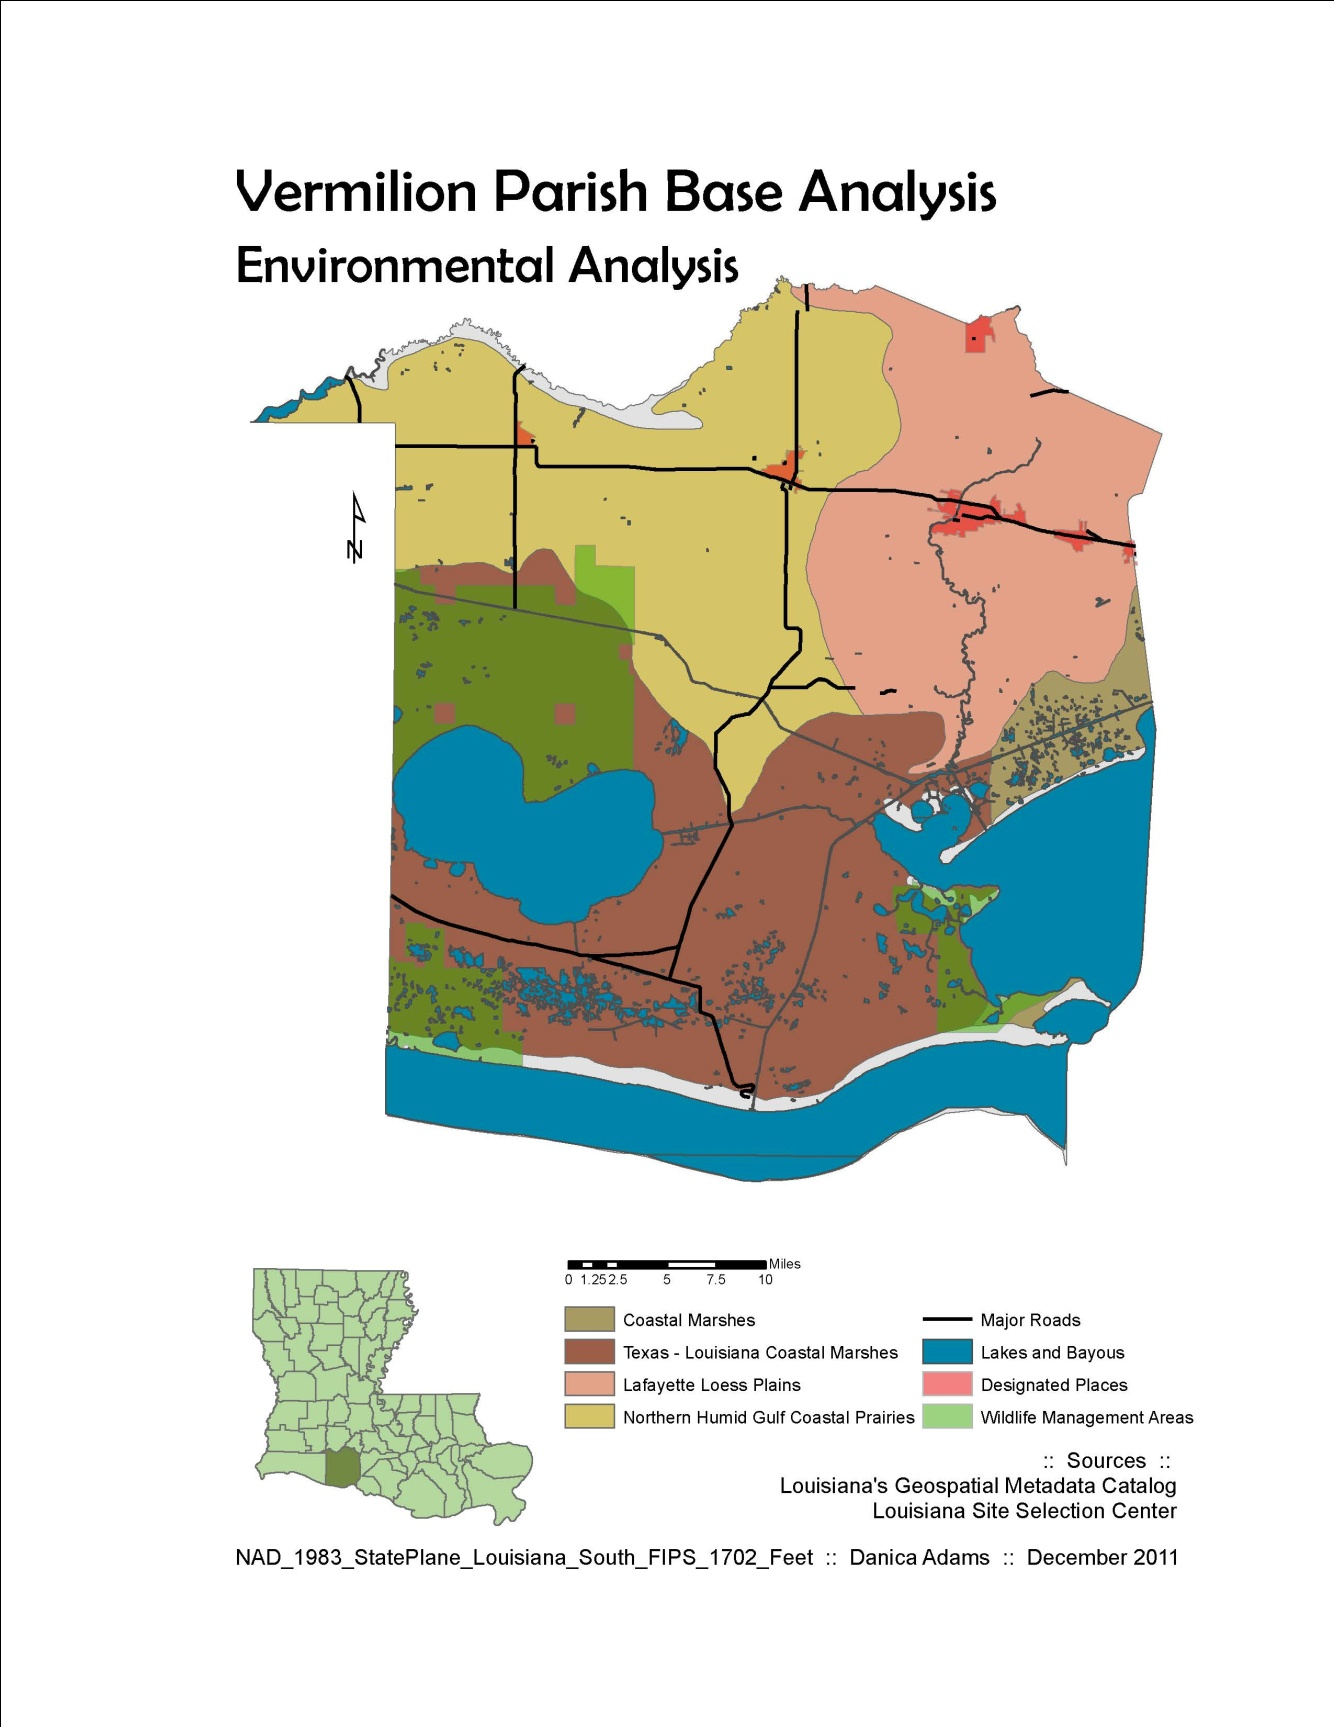 Vermilion Parish Base Analysis
Environmental Analysis
N
Miles
0 1.25 2.5 5 7.5 10
Coastal Marshes
Texas - Louisiana Coastal Marshes
Lafayette Loess Plains
Northern Humid Gulf Coastal Prairies
Major Roads
Lakes and Bayous
Designated Places
Wildlife Management Areas
:: Sources ::
Louisiana's Geospatial Metadata Catalog
Louisiana Site Selection Center
NAD_1983_StatePlane_Louisiana_South_FIPS_1702_Feet :: Danica Adams :: December 2011